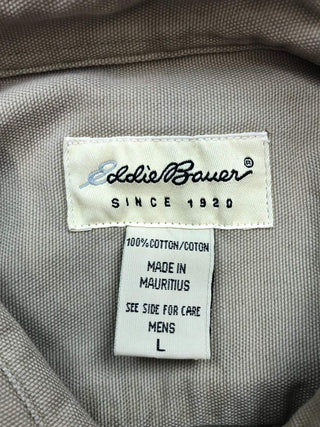 Eddie Bauer®
SINCE 1920
100% COTTON/COTON
MADE IN
MAURITIUS
SEE SIDE FOR CARE
MENS
L